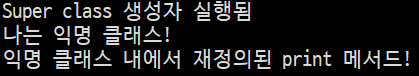 Super class 생성자 실행됨
나는 익명 클래스!
익명 클래스 내에서 재정의된 print 메서드!